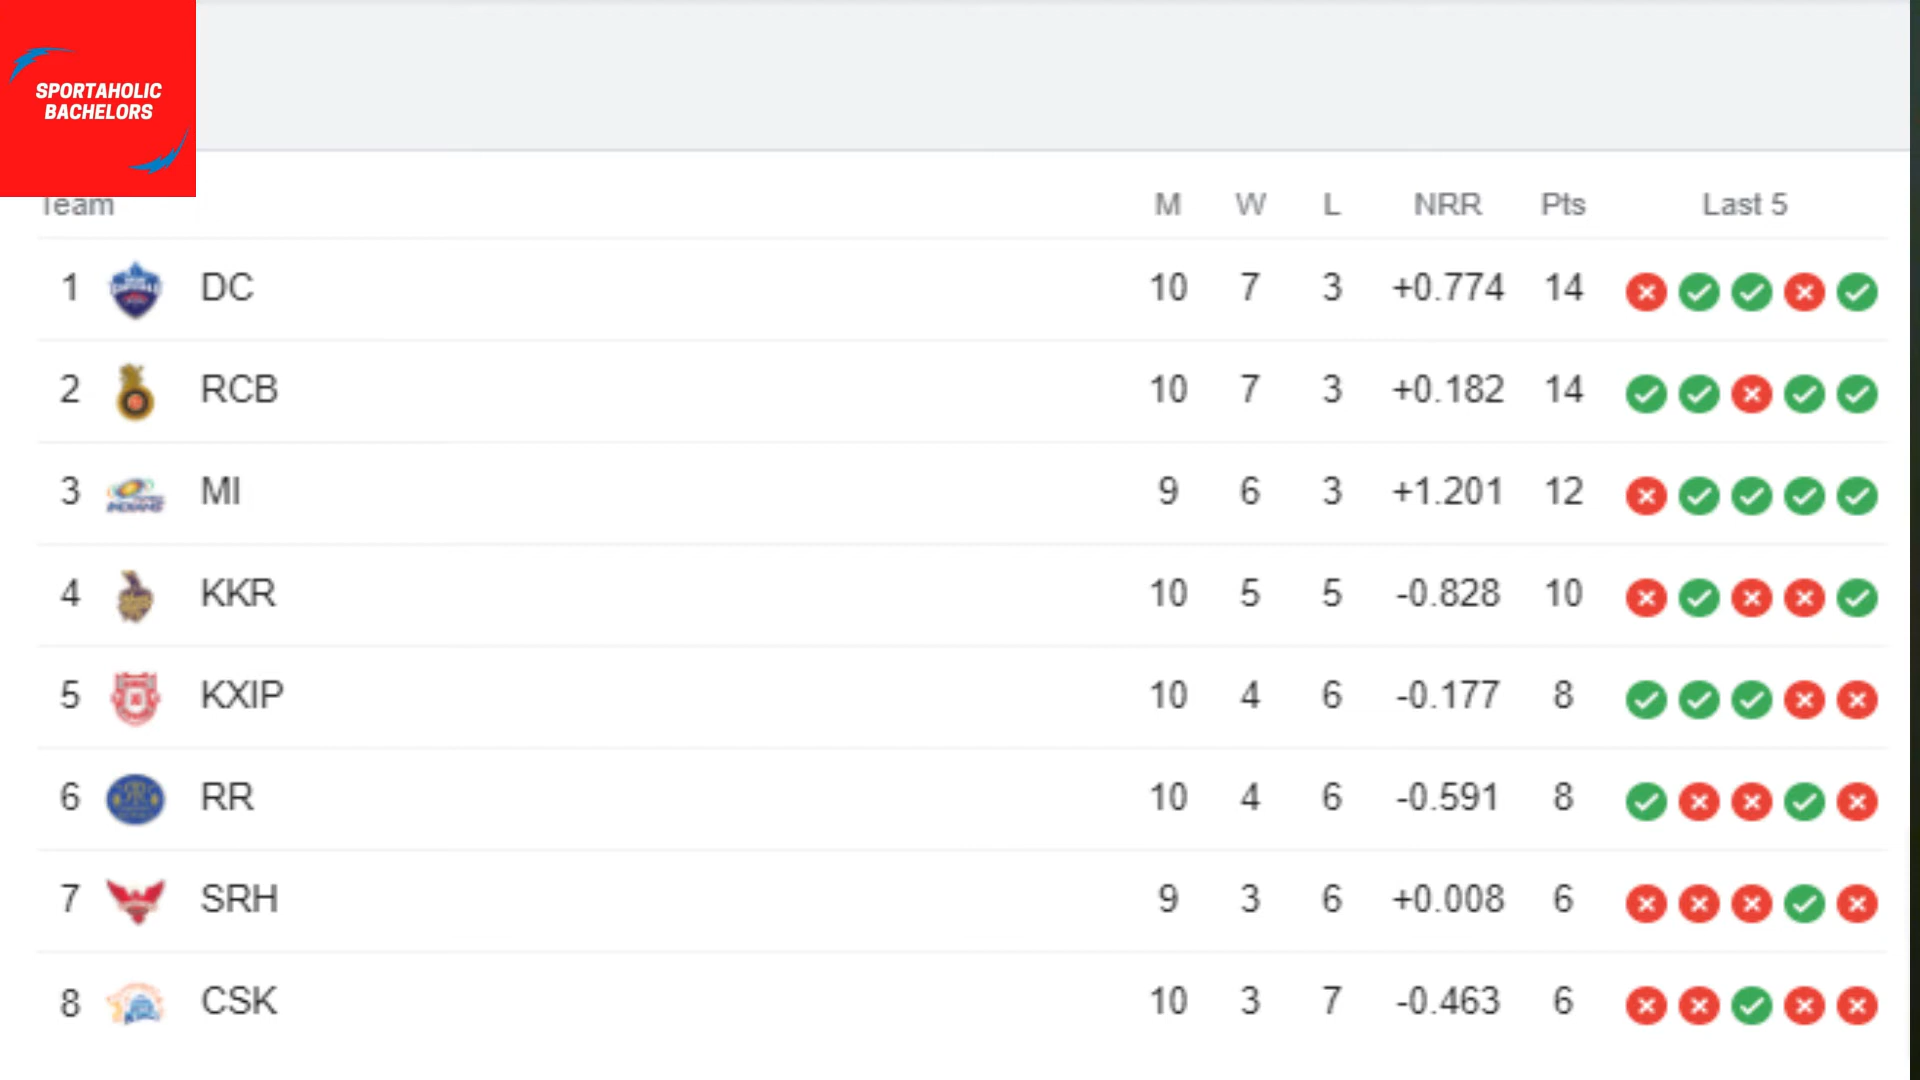 SPORTAHOLIC
BACHELORS
Team M W L NRR Pts Last 5
1 DC 10 7 3 +0.774 14
2 RCB 10 7 3 +0.182 14
3 MI 9 6 3 +1.201 12
4 KKR 10 5 5 -0.828 10
5 KXIP 10 4 6 -0.177 8
6 RR 10 4 6 -0.591 8
7 SRH 9 3 6 +0.008 6
8 CSK 10 3 7 -0.463 6